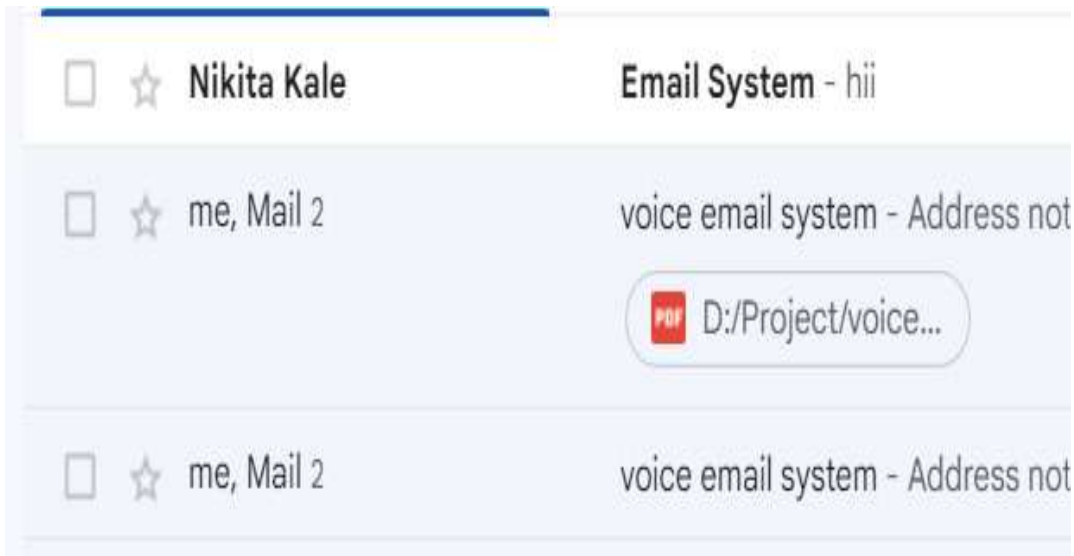 Nikita Kale Email System - hii
me, Mail 2 voice email system - Address not
PDF D:/Project/voice...
me, Mail 2 voice email system - Address not